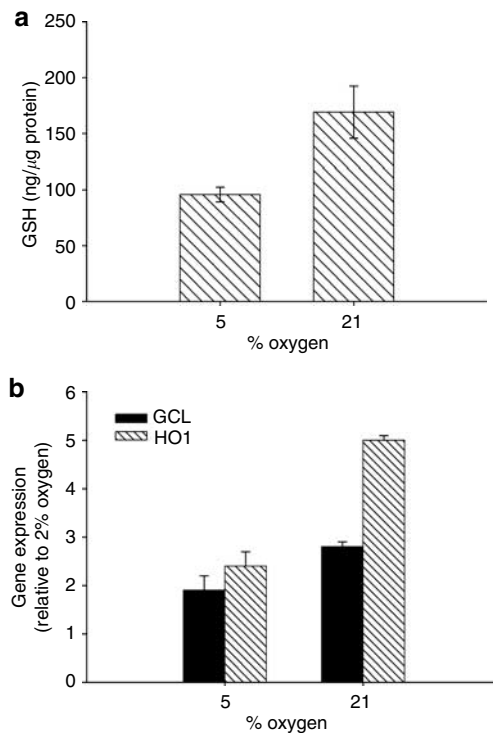 a
250
200
150
100
50
0
GSH (ng/μg protein)
5 21
% oxygen
b
GCL
HO1
6
5
4
3
2
1
0
Gene expression
(relative to 2% oxygen)
5 21
% oxygen